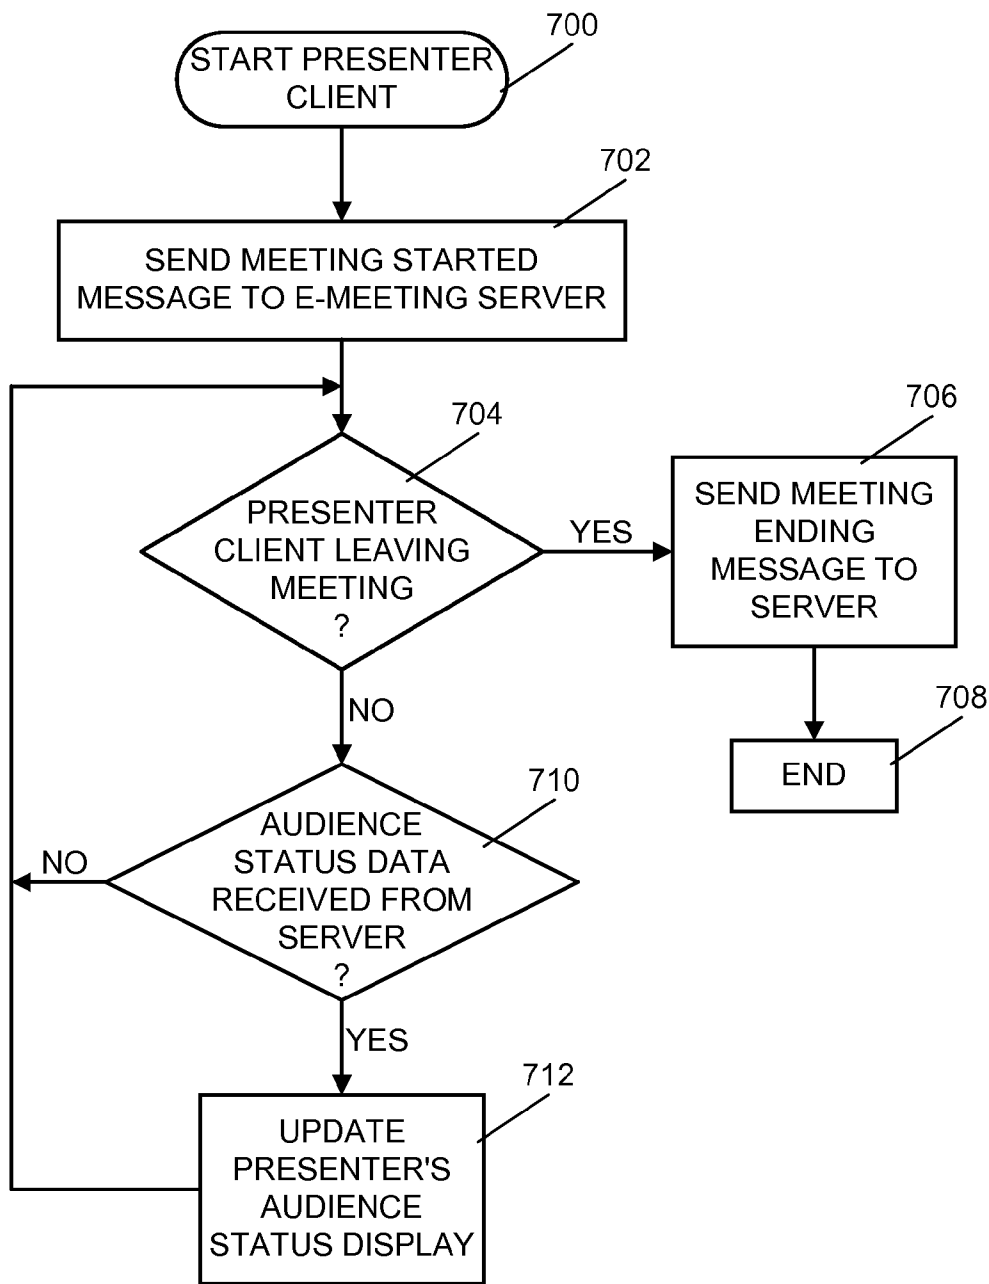 700
START PRESENTER
CLIENT
702
SEND MEETING STARTED
MESSAGE TO E-MEETING SERVER
704
PRESENTER
CLIENT LEAVING
MEETING
?
YES
706
SEND MEETING
ENDING
MESSAGE TO
SERVER
NO
708
END
710
AUDIENCE
STATUS DATA
RECEIVED FROM
SERVER
?
NO
YES
712
UPDATE
PRESENTER'S
AUDIENCE
STATUS DISPLAY